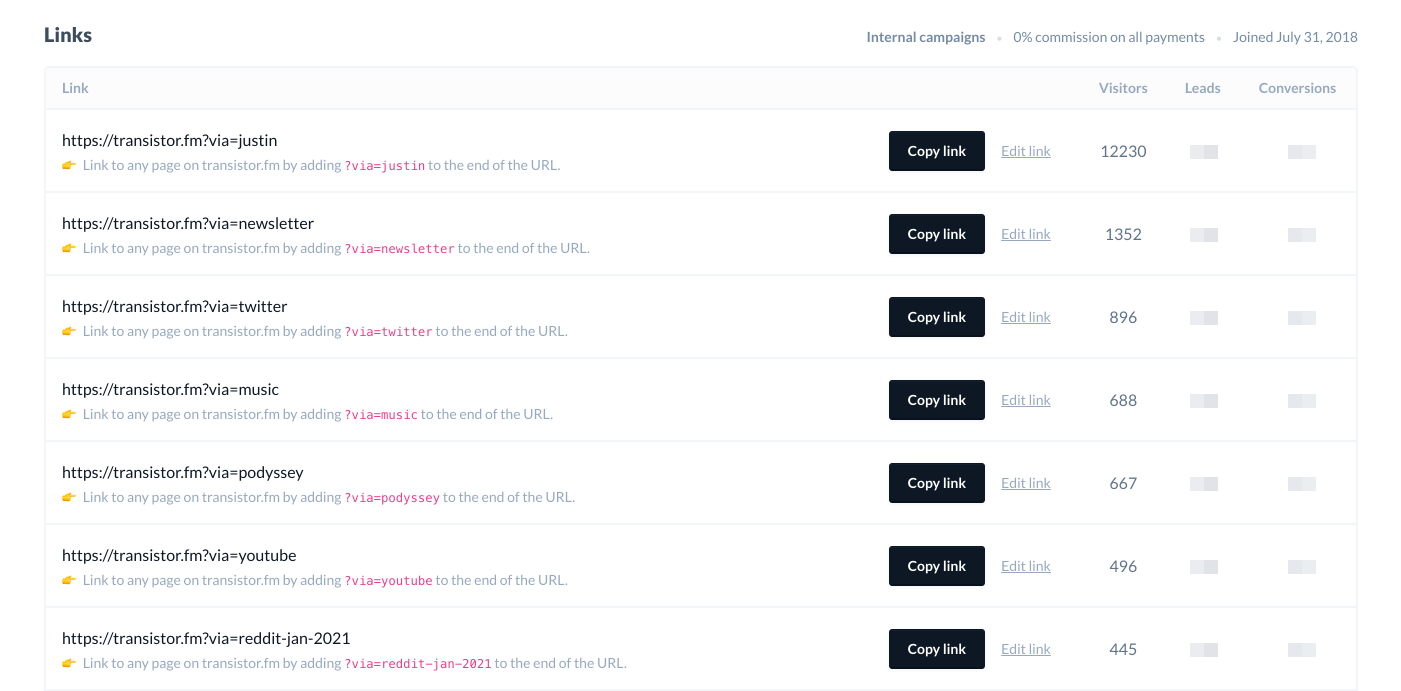 Links
Internal campaigns • 0% commission on all payments • Joined July 31, 2018
Link Visitors Leads Conversions
https://transistor.fm?via=justin
👉 Link to any page on transistor.fm by adding ?via=justin to the end of the URL.
Copy link Edit link 12230
https://transistor.fm?via=newsletter
👉 Link to any page on transistor.fm by adding ?via=newsletter to the end of the URL.
Copy link Edit link 1352
https://transistor.fm?via=twitter
👉 Link to any page on transistor.fm by adding ?via=twitter to the end of the URL.
Copy link Edit link 896
https://transistor.fm?via=music
👉 Link to any page on transistor.fm by adding ?via=music to the end of the URL.
Copy link Edit link 688
https://transistor.fm?via=podyssey
👉 Link to any page on transistor.fm by adding ?via=podyssey to the end of the URL.
Copy link Edit link 667
https://transistor.fm?via=youtube
👉 Link to any page on transistor.fm by adding ?via=youtube to the end of the URL.
Copy link Edit link 496
https://transistor.fm?via=reddit-jan-2021
👉 Link to any page on transistor.fm by adding ?via=reddit-jan-2021 to the end of the URL.
Copy link Edit link 445